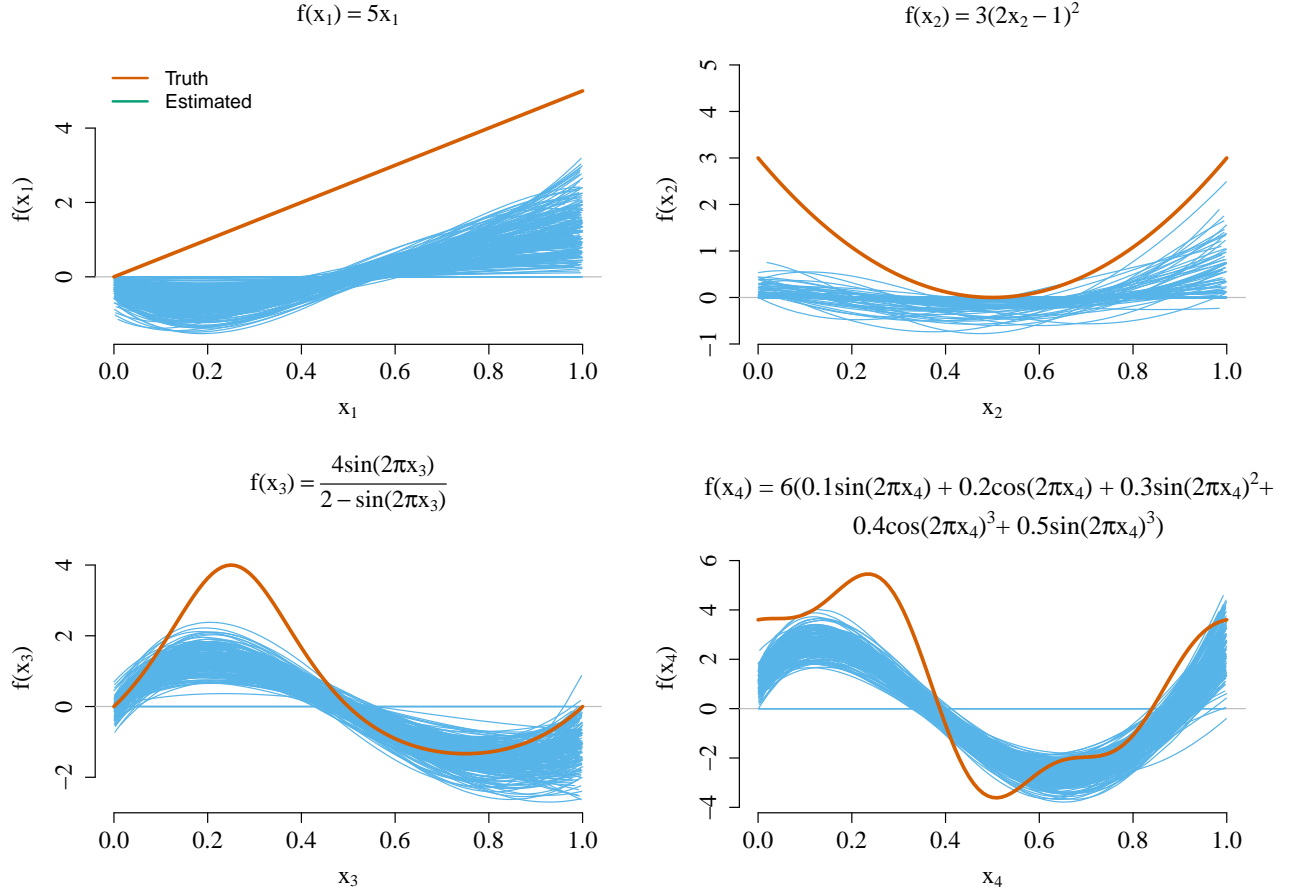 f(x₁) = 5x₁
Truth
Estimated
f(x₁)
4
2
0
0.0 0.2 0.4 0.6 0.8 1.0
x₁
f(x₂) = 3(2x₂ − 1)²
f(x₂)
5
4
3
2
1
0
−1
0.0 0.2 0.4 0.6 0.8 1.0
x₂
f(x₃) = 4sin(2πx₃) / 2 − sin(2πx₃)
f(x₃)
4
2
0
−2
0.0 0.2 0.4 0.6 0.8 1.0
x₃
f(x₄) = 6(0.1sin(2πx₄) + 0.2cos(2πx₄) + 0.3sin(2πx₄)²+
0.4cos(2πx₄)³+ 0.5sin(2πx₄)³)
f(x₄)
6
4
2
0
−2
−4
0.0 0.2 0.4 0.6 0.8 1.0
x₄